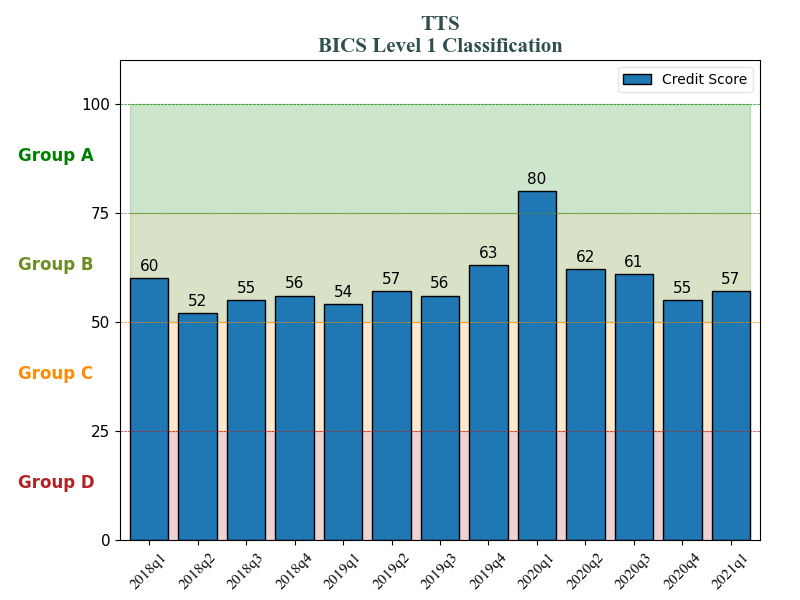 TTS
BICS Level 1 Classification
Credit Score
100
Group A
80
75
Group B
60
52
55
56
54
57
56
63
62
61
55
57
50
Group C
25
Group D
0
2018q1
2018q2
2018q3
2018q4
2019q1
2019q2
2019q3
2019q4
2020q1
2020q2
2020q3
2020q4
2021q1